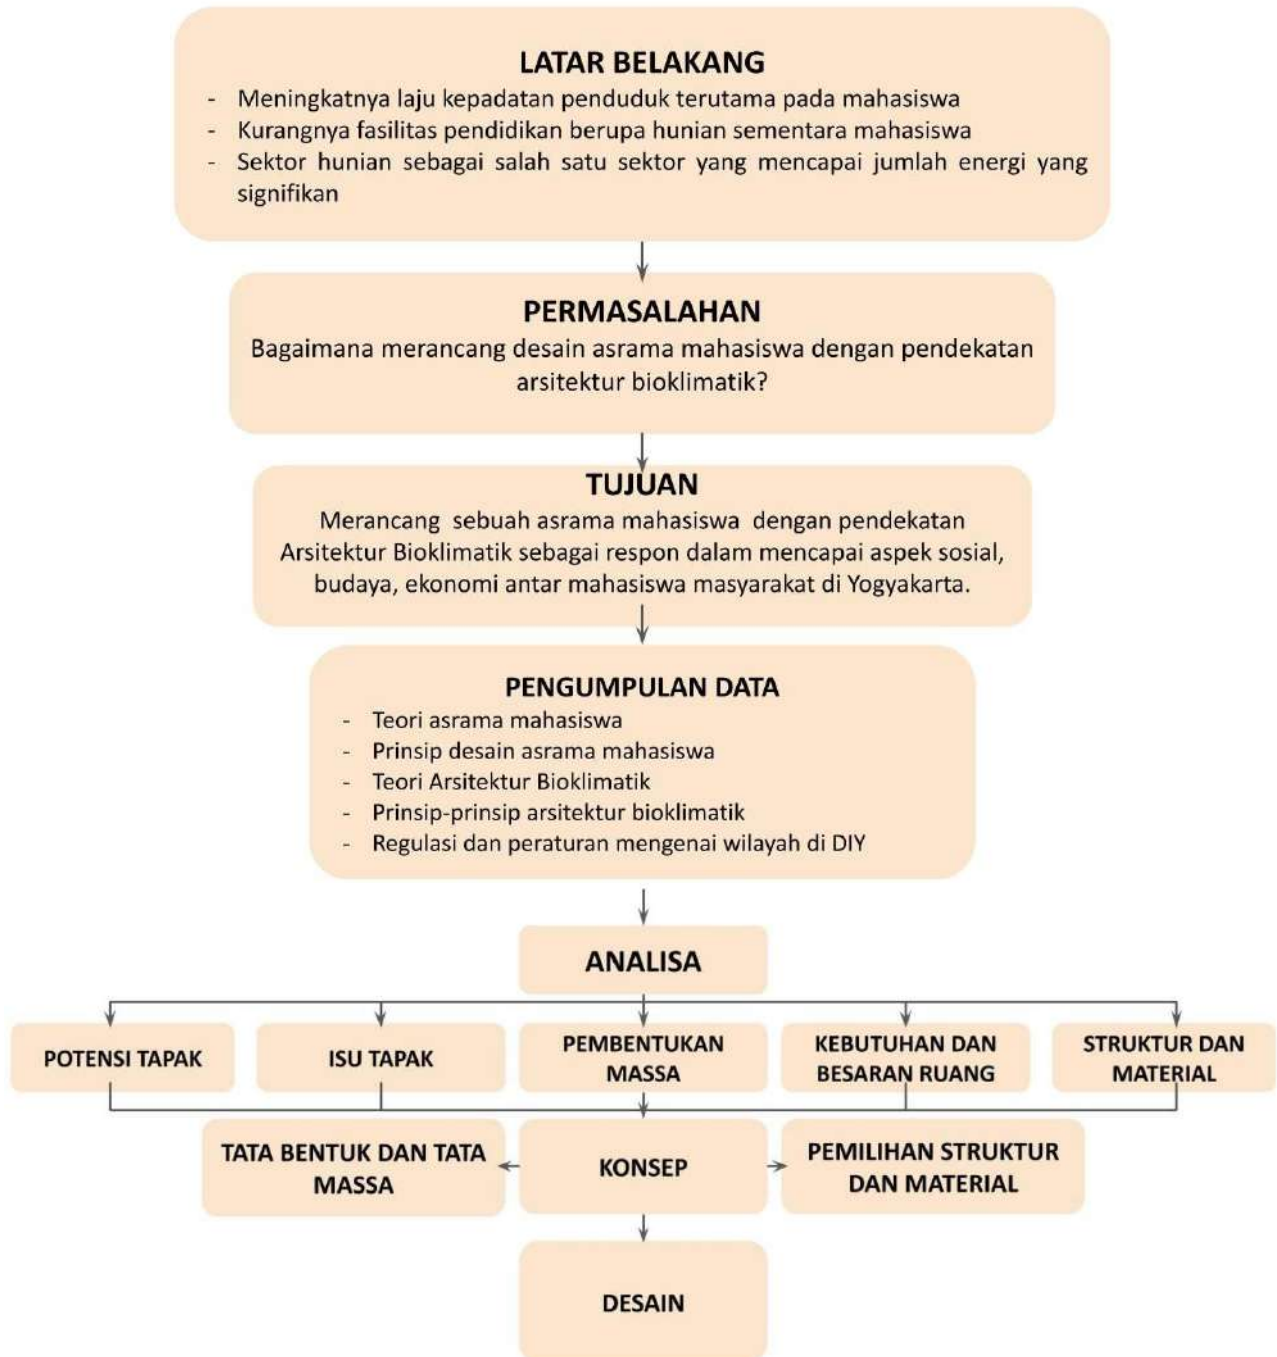 LATAR BELAKANG
- Meningkatnya laju kepadatan penduduk terutama pada mahasiswa
- Kurangnya fasilitas pendidikan berupa hunian sementara mahasiswa
- Sektor hunian sebagai salah satu sektor yang mencapai jumlah energi yang
signifikan
PERMASALAHAN
Bagaimana merancang desain asrama mahasiswa dengan pendekatan
arsitektur bioklimatik?
TUJUAN
Merancang sebuah asrama mahasiswa dengan pendekatan
Arsitektur Bioklimatik sebagai respon dalam mencapai aspek sosial,
budaya, ekonomi antar mahasiswa masyarakat di Yogyakarta.
PENGUMPULAN DATA
- Teori asrama mahasiswa
- Prinsip desain asrama mahasiswa
- Teori Arsitektur Bioklimatik
- Prinsip-prinsip arsitektur bioklimatik
- Regulasi dan peraturan mengenai wilayah di DIY
ANALISA
POTENSI TAPAK
ISU TAPAK
PEMBENTUKAN
MASSA
KEBUTUHAN DAN
BESARAN RUANG
STRUKTUR DAN
MATERIAL
TATA BENTUK DAN TATA
MASSA
KONSEP
PEMILIHAN STRUKTUR
DAN MATERIAL
DESAIN